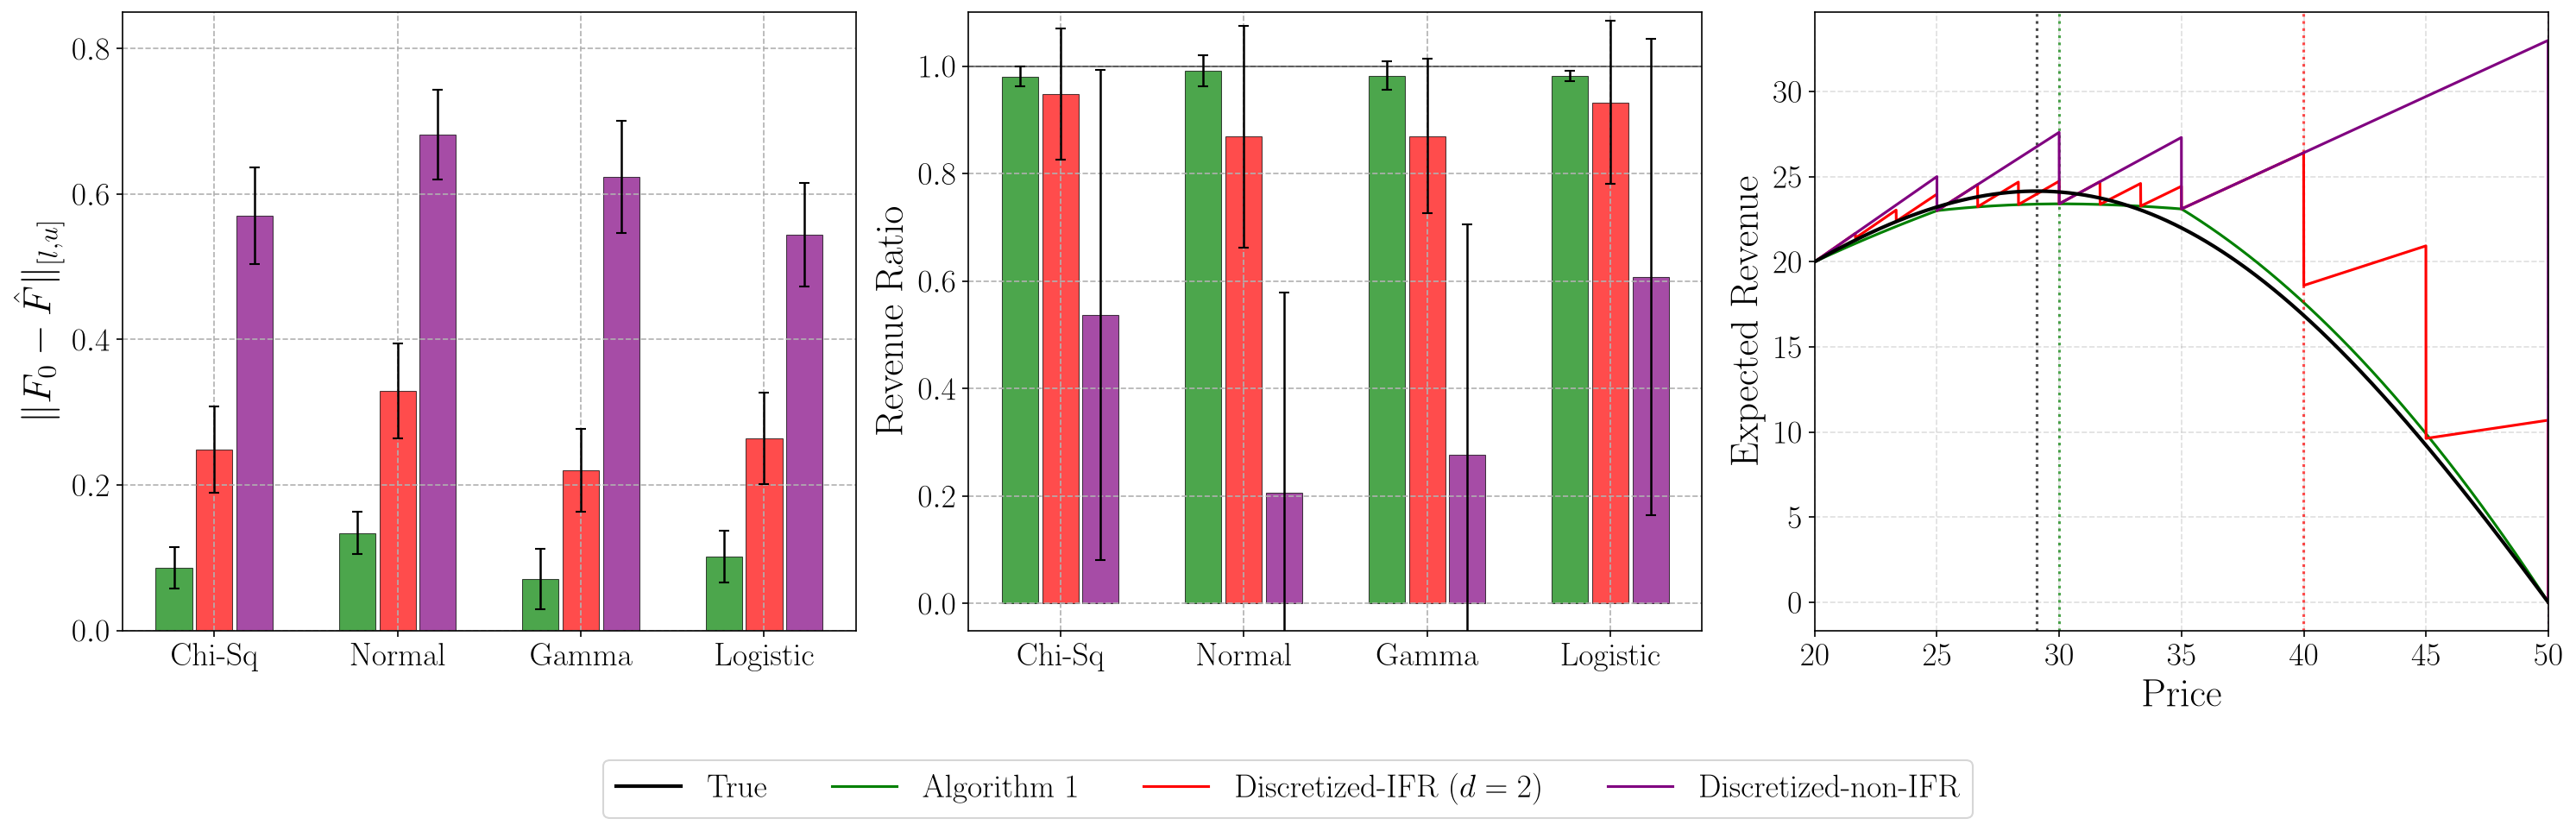 ||F₀ − F̂||[l,u]
0.8
0.6
0.4
0.2
0.0
Chi-Sq Normal Gamma Logistic
Revenue Ratio
1.0
0.8
0.6
0.4
0.2
0.0
Chi-Sq Normal Gamma Logistic
Expected Revenue
30
25
20
15
10
5
0
20 25 30 35 40 45 50
Price
True Algorithm 1 Discretized-IFR (d = 2) Discretized-non-IFR